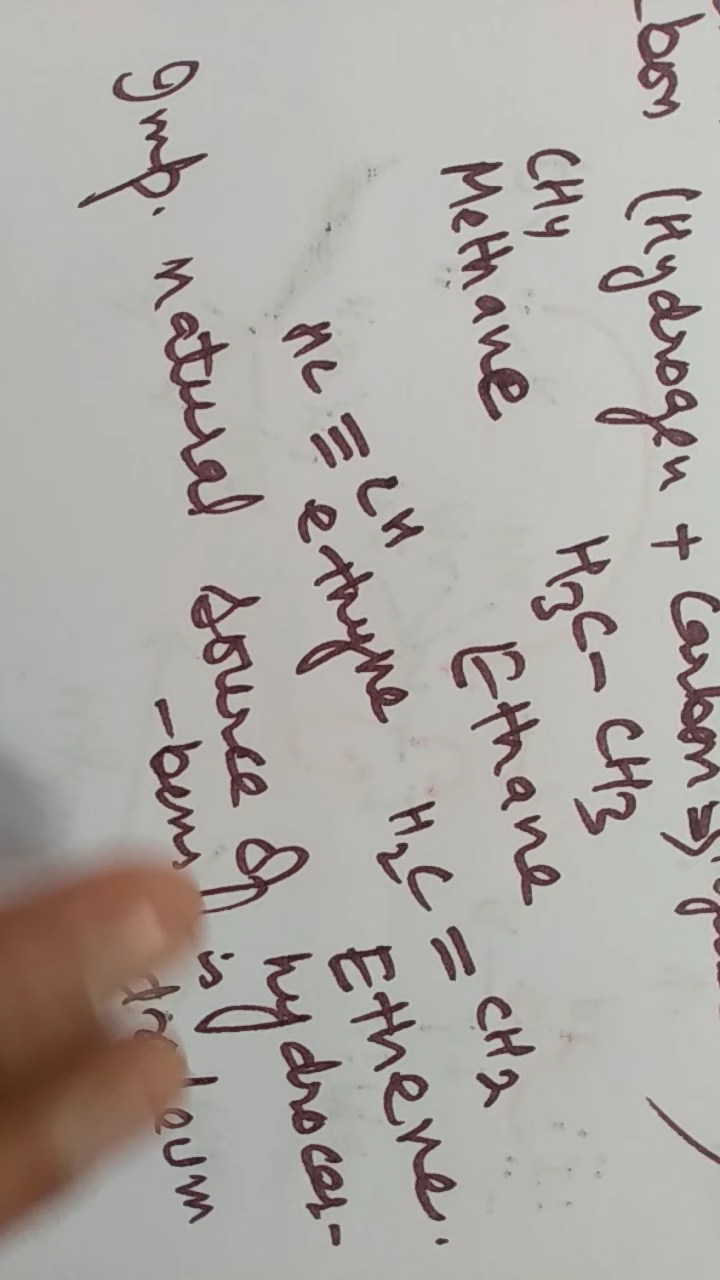 bon (Hydrogen + Carbon ⇒
CH4 H3C – CH3
Methane Ethane
HC ≡ CH H2C = CH2
ethyne Ethene.
Imp. natural source of hydrocar-
-bons is